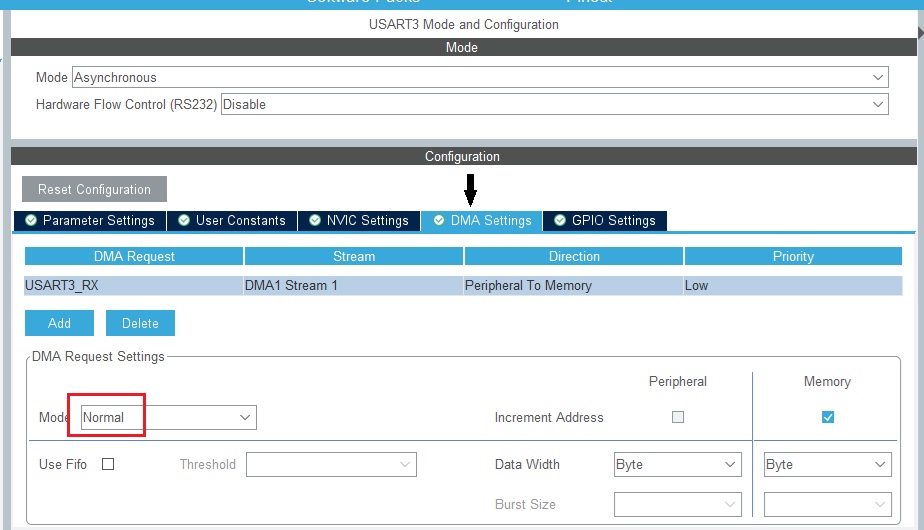 Software Packs Pinout
USART3 Mode and Configuration
Mode
Mode Asynchronous
Hardware Flow Control (RS232) Disable
Configuration
Reset Configuration
Parameter Settings User Constants NVIC Settings DMA Settings GPIO Settings
DMA Request Stream Direction Priority
USART3_RX DMA1 Stream 1 Peripheral To Memory Low
Add Delete
DMA Request Settings
Peripheral Memory
Mode Normal Increment Address
Use Fifo Threshold Data Width Byte Byte
Burst Size